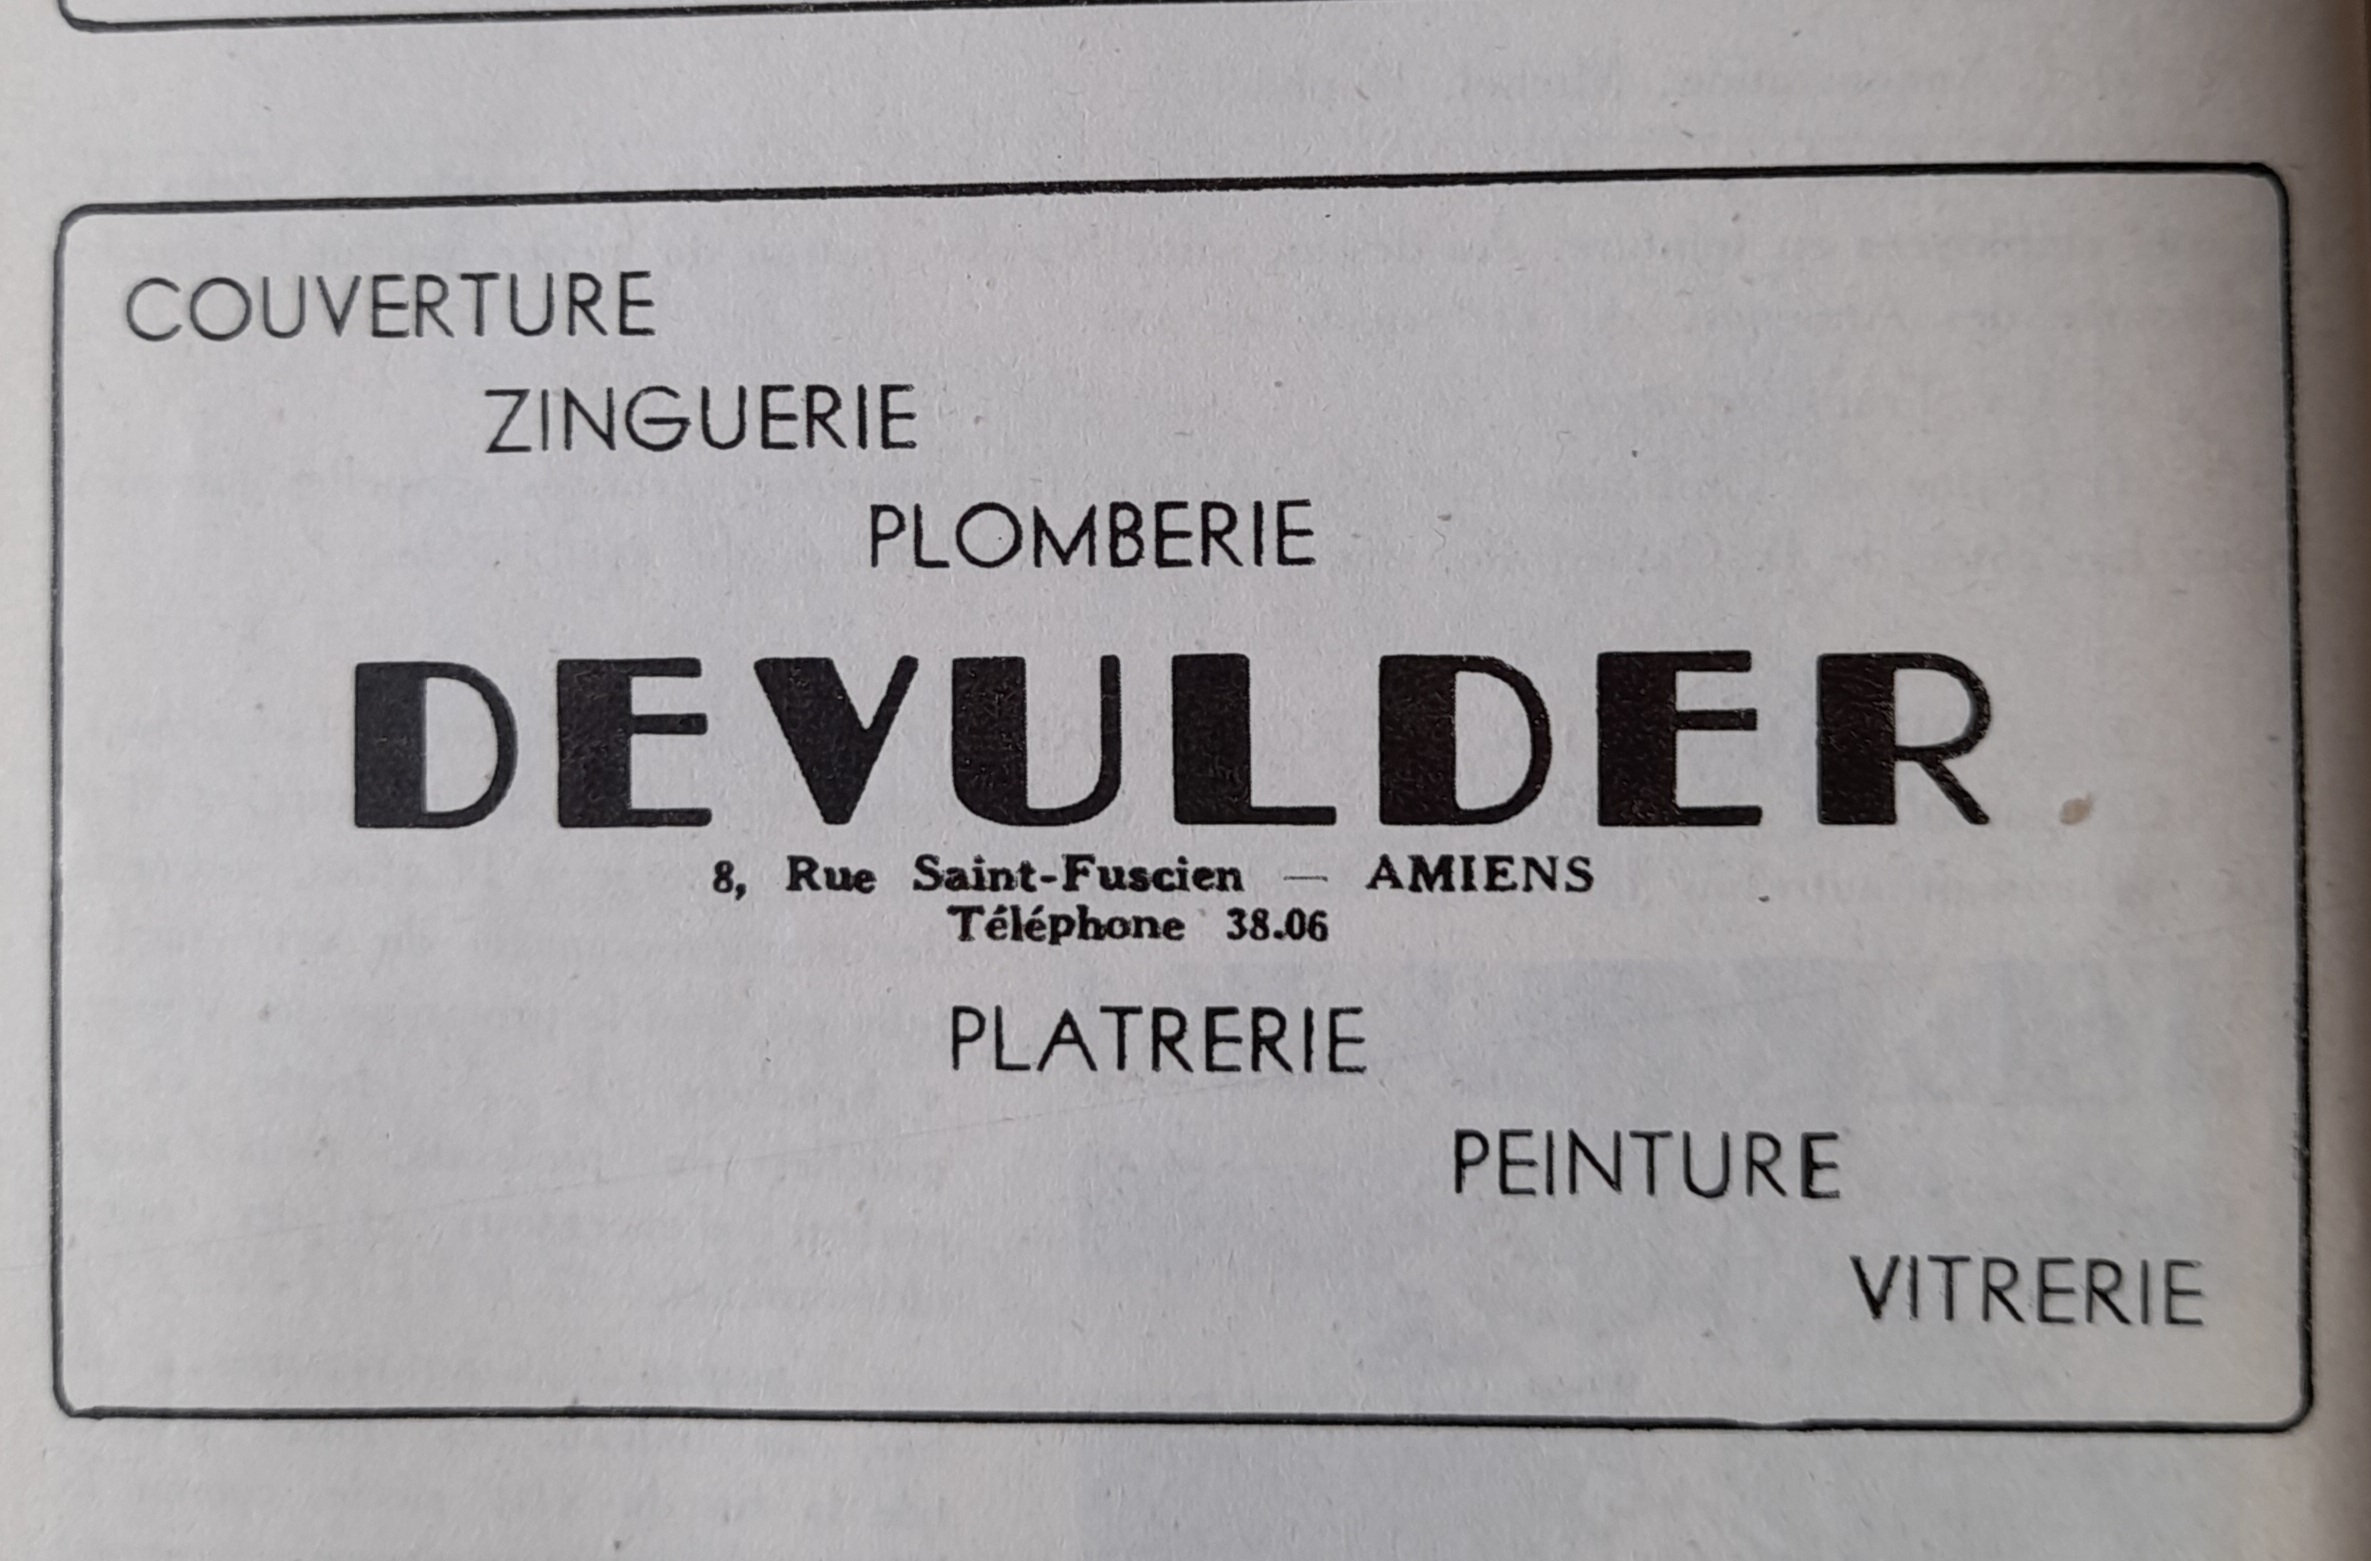 COUVERTURE
ZINGUERIE
PLOMBERIE
DEVULDER
8, Rue Saint-Fuscien — AMIENS
Téléphone 38.06
PLATRERIE
PEINTURE
VITRERIE